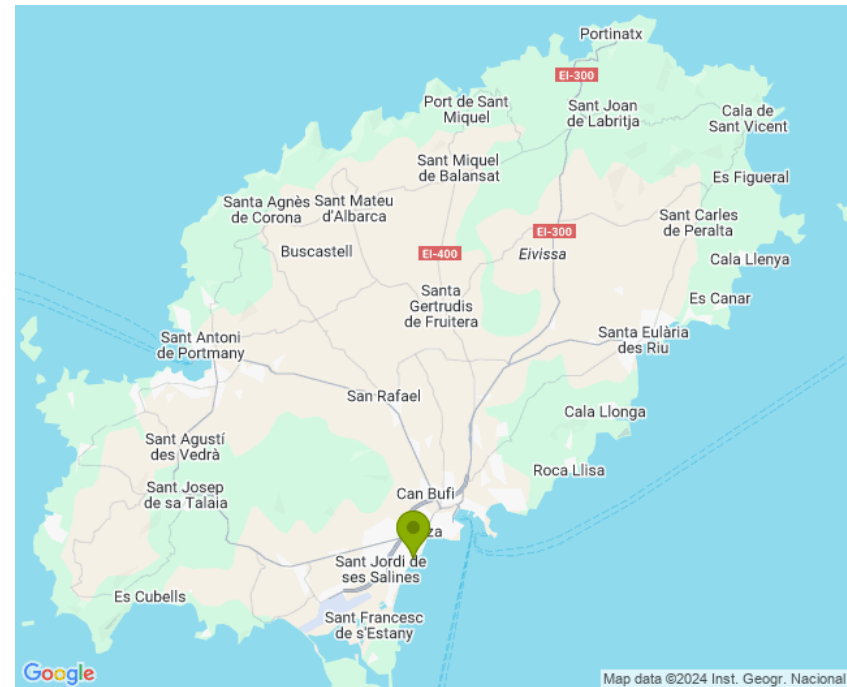 Portinatx
EI-300
Port de Sant
Miquel
Sant Joan
de Labritja
Cala de
Sant Vicent
Sant Miquel
de Balansat
Es Figueral
Santa Agnès
de Corona
Sant Mateu
d'Albarca
Sant Carles
de Peralta
EI-300
Buscastell
EI-400
Eivissa
Cala Llenya
Santa
Gertrudis
de Fruitera
Es Canar
Sant Antoni
de Portmany
Santa Eulària
des Riu
San Rafael
Cala Llonga
Sant Agustí
des Vedrà
Roca Llisa
Sant Josep
de sa Talaia
Can Bufi
za
Sant Jordi de
ses Salines
Es Cubells
Sant Francesc
de s'Estany
Google
Map data ©2024 Inst. Geogr. Nacional